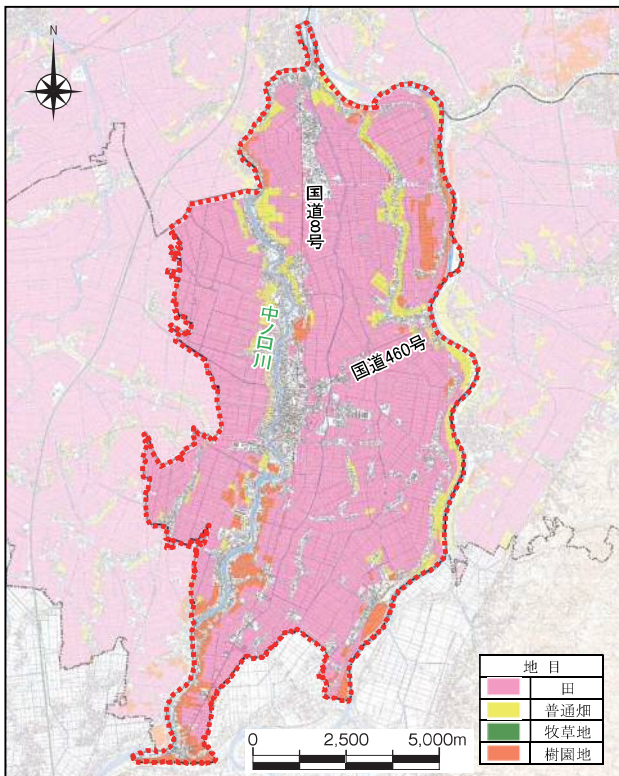 N
国道8号
中ノ口川
国道460号
地目
田
普通畑
牧草地
樹園地
0 2,500 5,000m